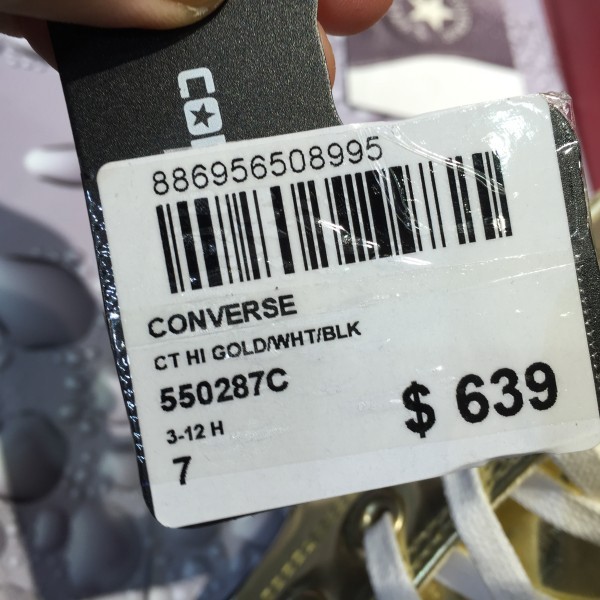 886956508995
CONVERSE
CT HI GOLD/WHT/BLK
550287C
3-12 H
7
$ 639